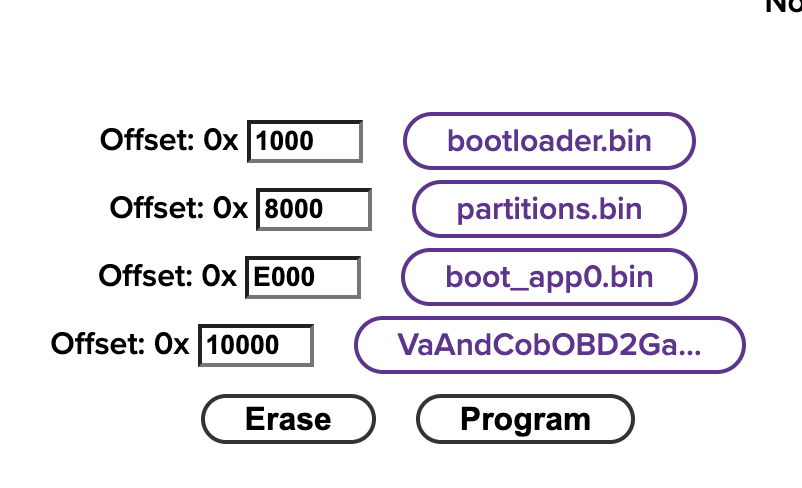 No
Offset: 0x 1000 bootloader.bin
Offset: 0x 8000 partitions.bin
Offset: 0x E000 boot_app0.bin
Offset: 0x 10000 VaAndCobOBD2Ga...
Erase Program